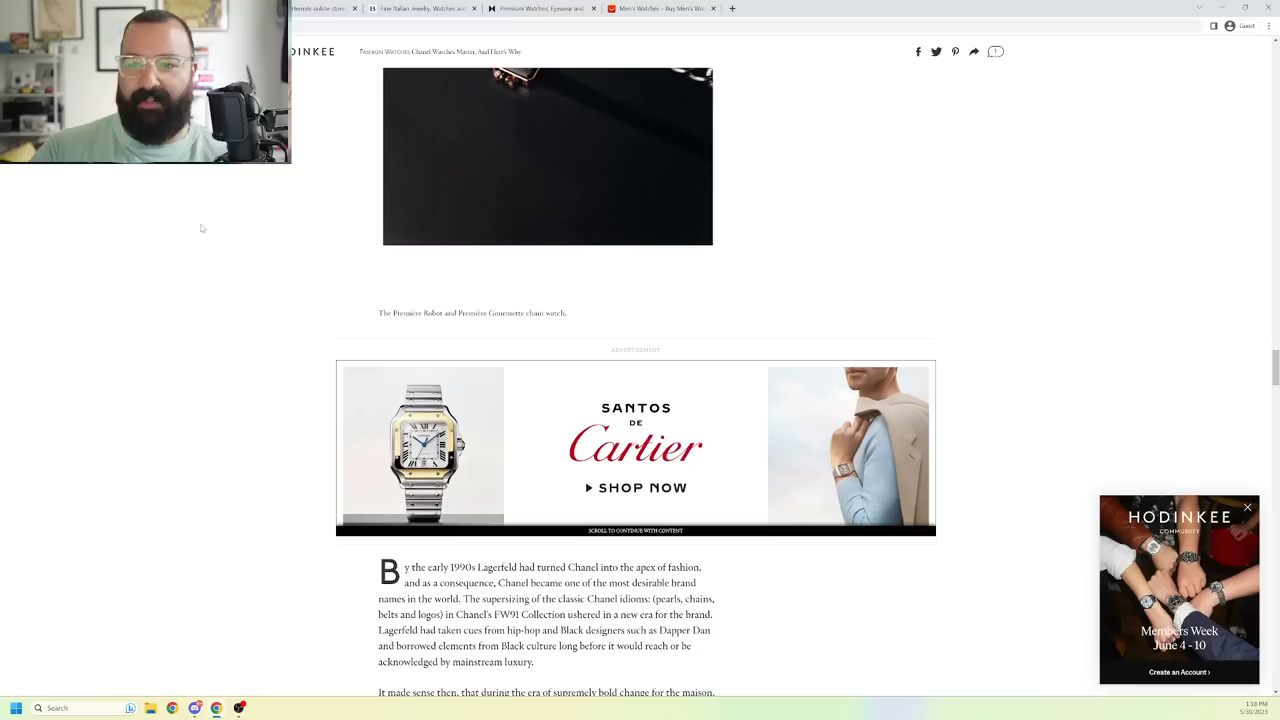 Hermès online store
Fine Italian Jewelry, Watches and
Premium Watches, Eyewear and
Men's Watches – Buy Men's Wat
Guest
DINKEE
FASHION WATCHES Chanel Watches Matter, And Here's Why
1
The Première Robot and Première Gourmette chain watch.
ADVERTISEMENT
SANTOS
DE
Cartier
SHOP NOW
SCROLL TO CONTINUE WITH CONTENT
By the early 1990s Lagerfeld had turned Chanel into the apex of fashion,
and as a consequence, Chanel became one of the most desirable brand
names in the world. The supersizing of the classic Chanel idioms: (pearls, chains,
belts and logos) in Chanel's FW91 Collection ushered in a new era for the brand.
Lagerfeld had taken cues from hip-hop and Black designers such as Dapper Dan
and borrowed elements from Black culture long before it would reach or be
acknowledged by mainstream luxury.
It made sense then, that during the era of supremely bold change for the maison,
HODINKEE
COMMUNITY
Members Week
June 4 - 10
Create an Account ›
Search
1:18 PM
5/30/2023